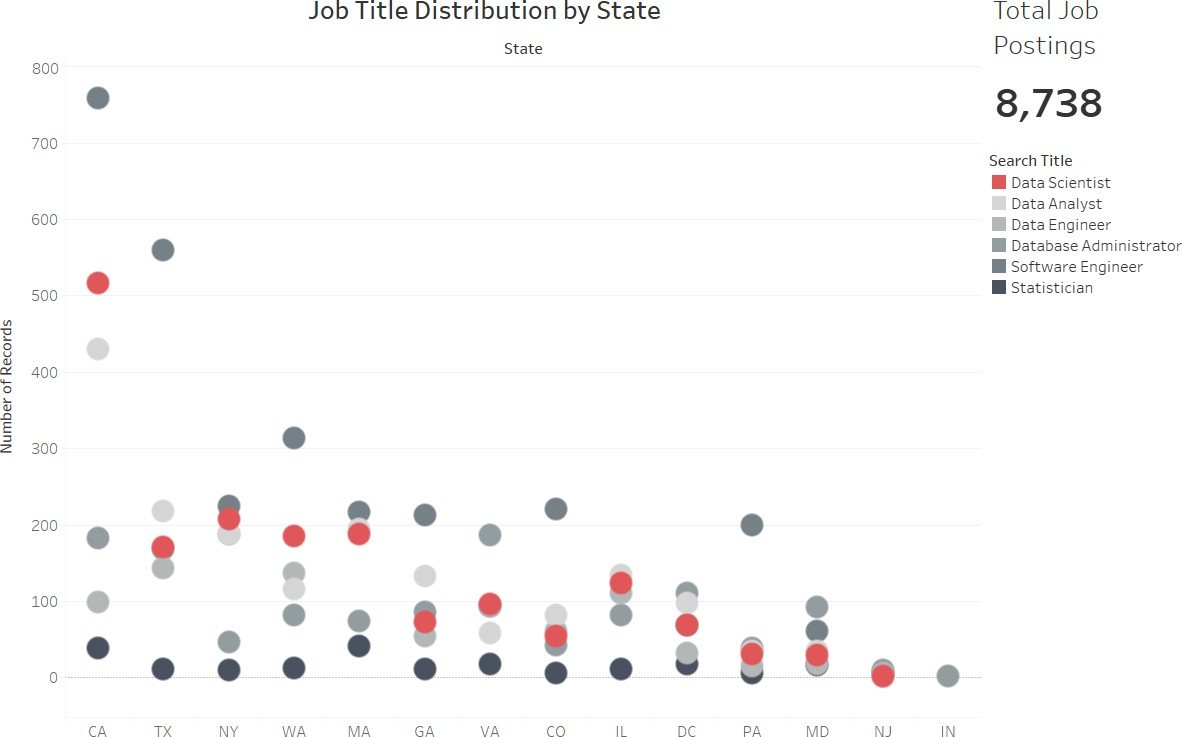 Job Title Distribution by State
State
Total Job
Postings
8,738
Search Title
Data Scientist
Data Analyst
Data Engineer
Database Administrator
Software Engineer
Statistician
Number of Records
800
700
600
500
400
300
200
100
0
CA TX NY WA MA GA VA CO IL DC PA MD NJ IN